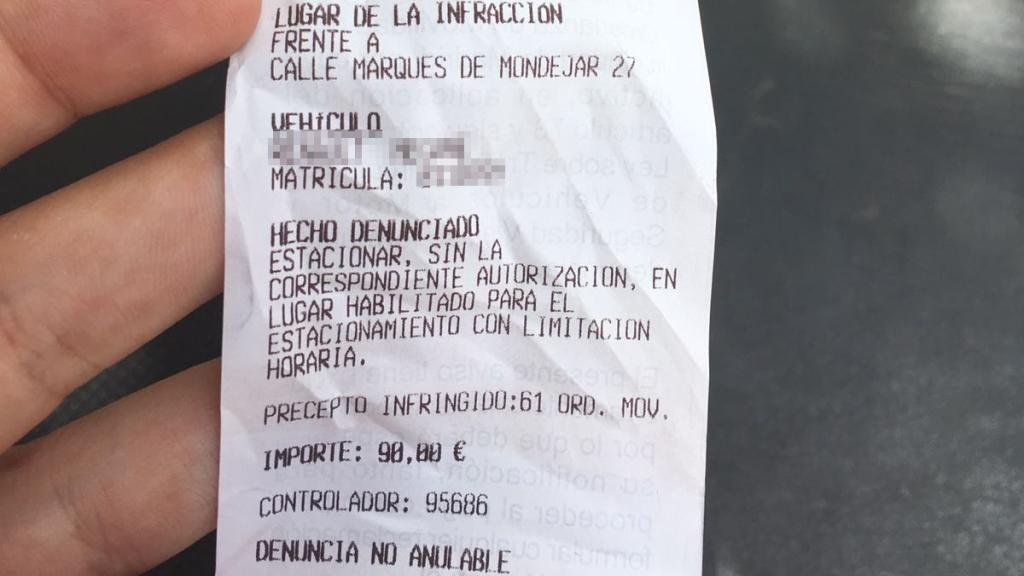 LUGAR DE LA INFRACCION
FRENTE A
CALLE MARQUES DE MONDEJAR 27
VEHICULO
MATRICULA:
HECHO DENUNCIADO
ESTACIONAR, SIN LA
CORRESPONDIENTE AUTORIZACION, EN
LUGAR HABILITADO PARA EL
ESTACIONAMIENTO CON LIMITACION
HORARIA.
PRECEPTO INFRINGIDO:61 ORD. MOV.
IMPORTE: 90,00 €
CONTROLADOR: 95686
DENUNCIA NO ANULABLE